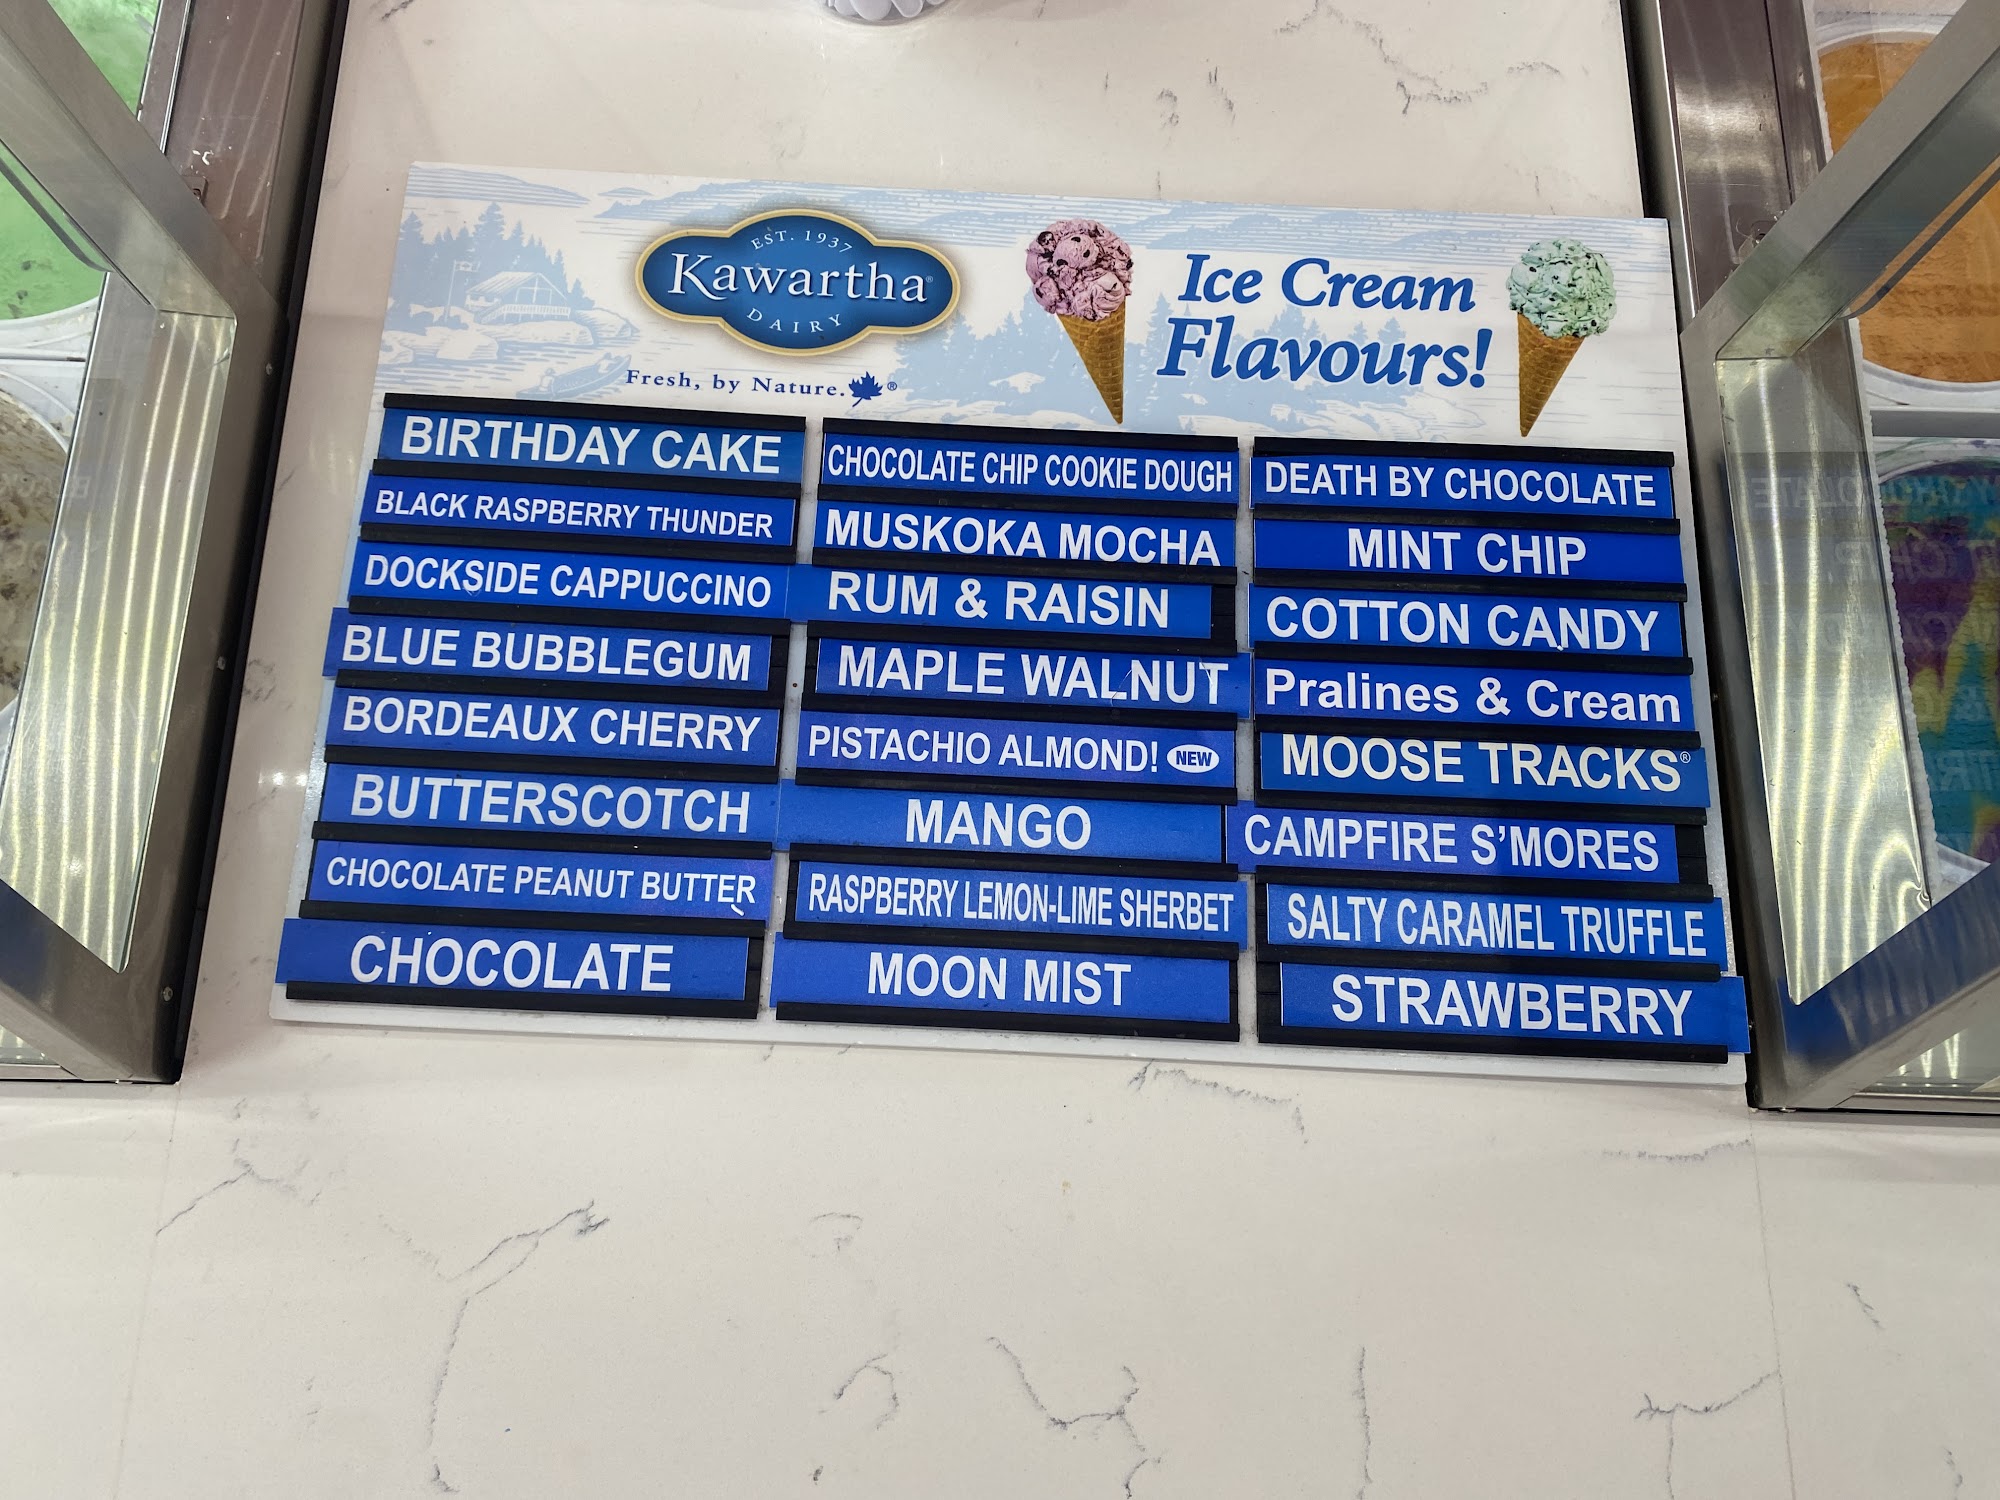 EST. 1937
Kawartha®
DAIRY
Fresh, by Nature.®
Ice Cream
Flavours!
BIRTHDAY CAKE
BLACK RASPBERRY THUNDER
DOCKSIDE CAPPUCCINO
BLUE BUBBLEGUM
BORDEAUX CHERRY
BUTTERSCOTCH
CHOCOLATE PEANUT BUTTER
CHOCOLATE
CHOCOLATE CHIP COOKIE DOUGH
MUSKOKA MOCHA
RUM & RAISIN
MAPLE WALNUT
PISTACHIO ALMOND! NEW
MANGO
RASPBERRY LEMON-LIME SHERBET
MOON MIST
DEATH BY CHOCOLATE
MINT CHIP
COTTON CANDY
Pralines & Cream
MOOSE TRACKS®
CAMPFIRE S'MORES
SALTY CARAMEL TRUFFLE
STRAWBERRY